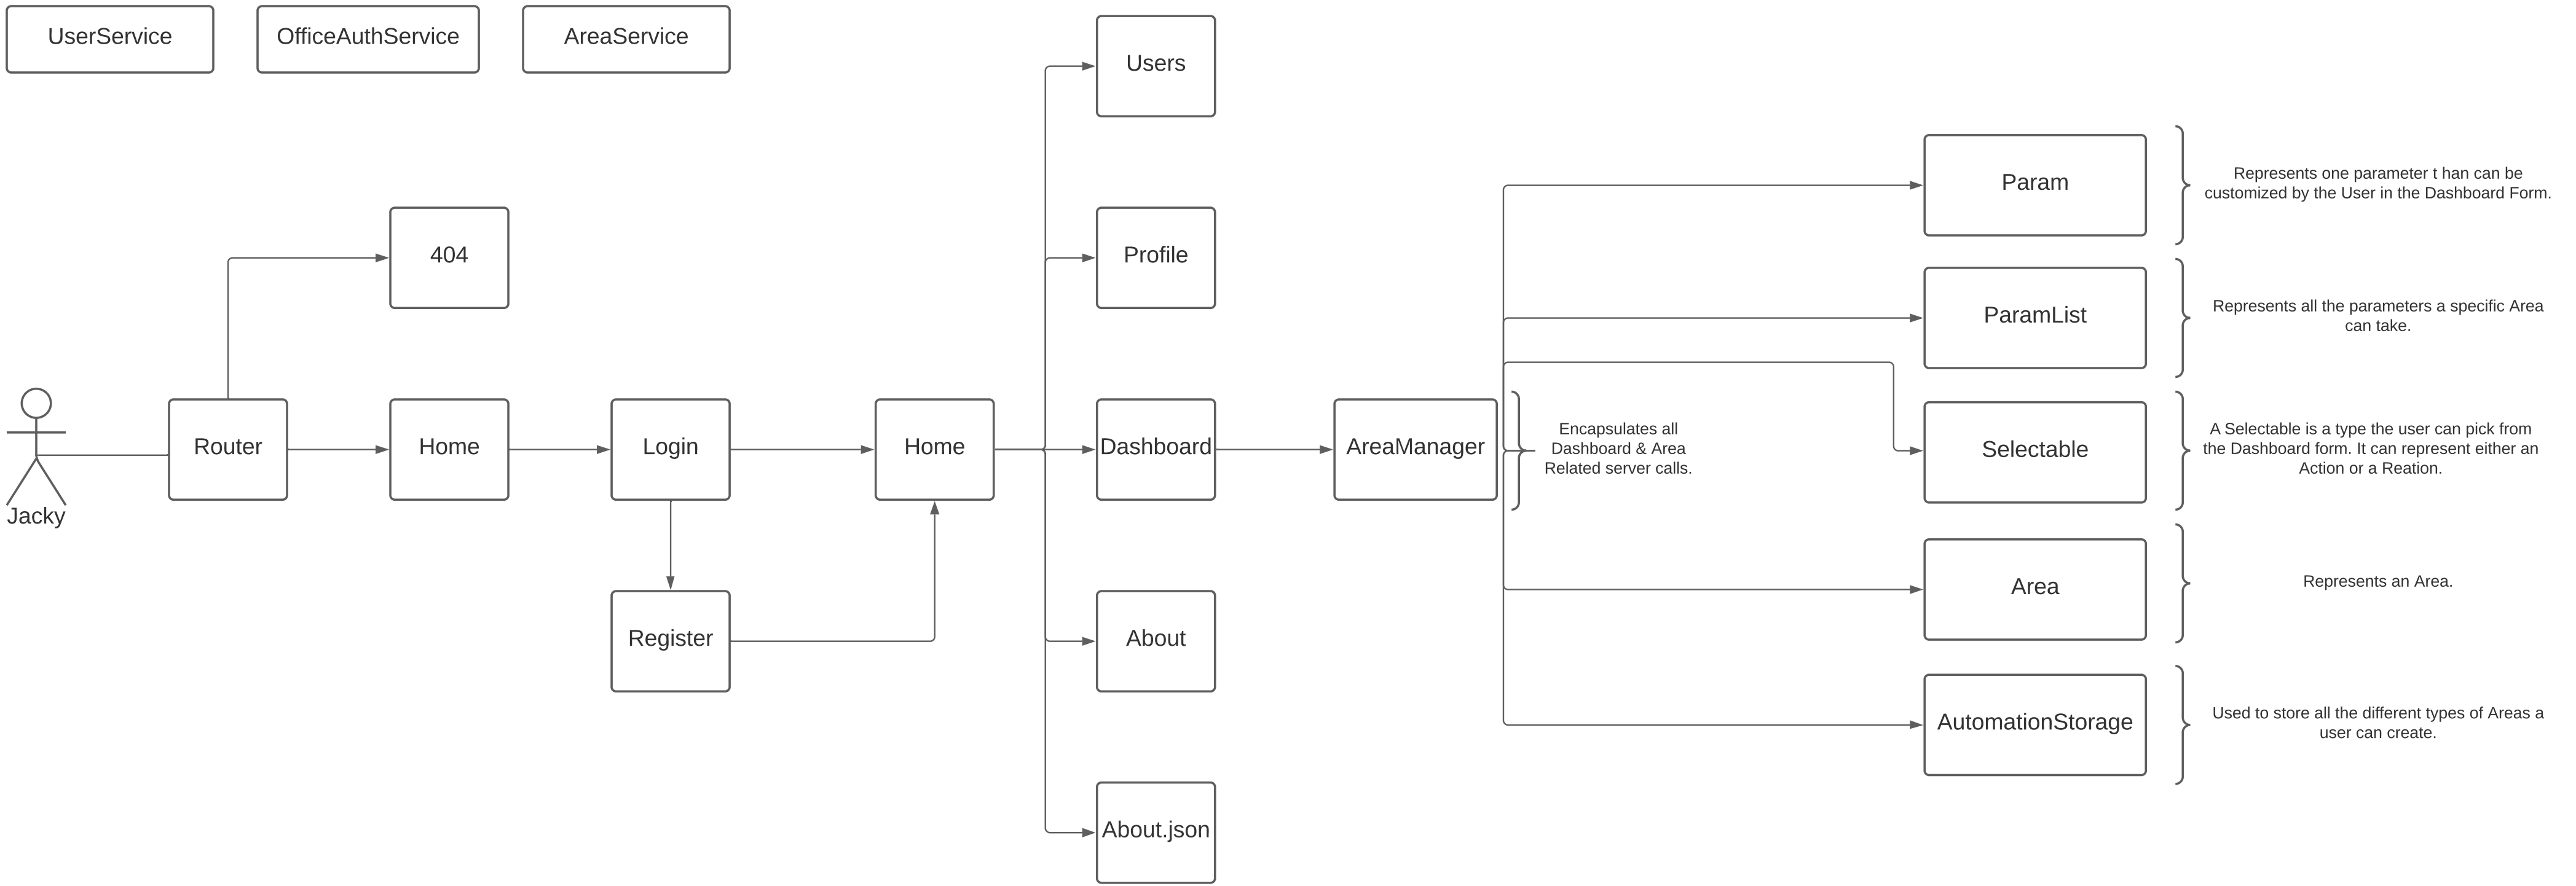 UserService
OfficeAuthService
AreaService
Users
Param
Represents one parameter t han can be
customized by the User in the Dashboard Form.
404
Profile
ParamList
Represents all the parameters a specific Area
can take.
Jacky
Router
Home
Login
Home
Dashboard
AreaManager
Encapsulates all
Dashboard & Area
Related server calls.
Selectable
A Selectable is a type the user can pick from
the Dashboard form. It can represent either an
Action or a Reation.
Register
About
Area
Represents an Area.
AutomationStorage
Used to store all the different types of Areas a
user can create.
About.json